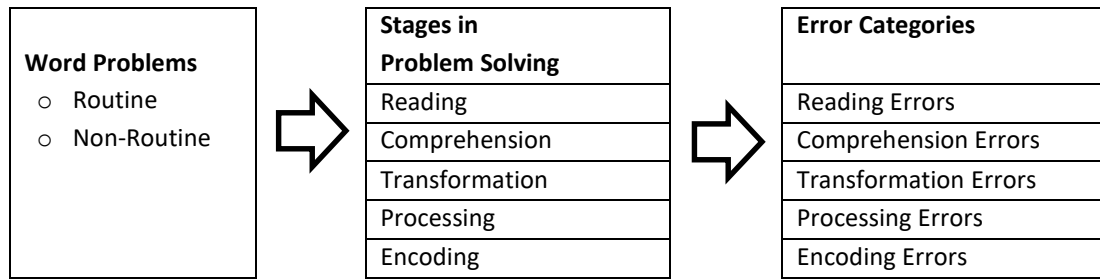 Word Problems
o Routine
o Non-Routine
Stages in
Problem Solving
Reading
Comprehension
Transformation
Processing
Encoding
Error Categories
Reading Errors
Comprehension Errors
Transformation Errors
Processing Errors
Encoding Errors